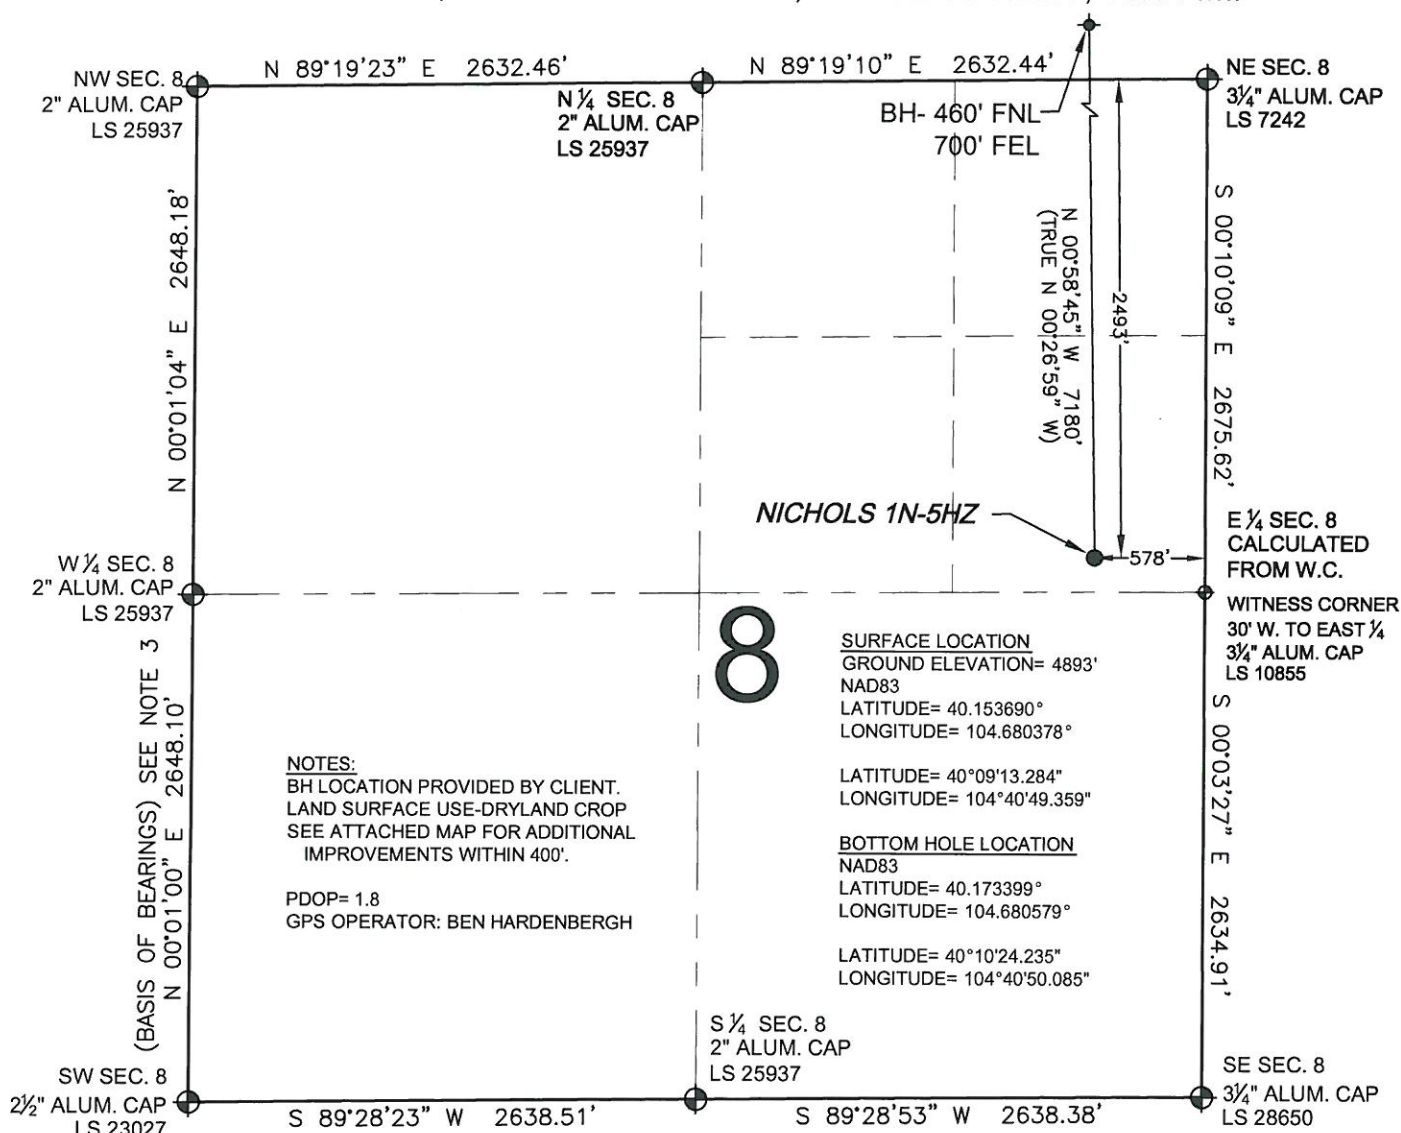 N 89°19'23" E 2632.46'
N 89°19'10" E 2632.44'
NW SEC. 8
2" ALUM. CAP
LS 25937
N ¼ SEC. 8
2" ALUM. CAP
LS 25937
BH- 460' FNL
700' FEL
NE SEC. 8
3¼" ALUM. CAP
LS 7242
N 00°01'04" E 2648.18'
N 00°58'45" W 7180'
(TRUE N 00°26'59" W)
2493'
S 00°10'09" E 2675.62'
NICHOLS 1N-5HZ
578'
E ¼ SEC. 8
CALCULATED
FROM W.C.
W ¼ SEC. 8
2" ALUM. CAP
LS 25937
WITNESS CORNER
30' W. TO EAST ¼
3¼" ALUM. CAP
LS 10855
8
SURFACE LOCATION
GROUND ELEVATION= 4893'
NAD83
LATITUDE= 40.153690°
LONGITUDE= 104.680378°
LATITUDE= 40°09'13.284"
LONGITUDE= 104°40'49.359"
BOTTOM HOLE LOCATION
NAD83
LATITUDE= 40.173399°
LONGITUDE= 104.680579°
LATITUDE= 40°10'24.235"
LONGITUDE= 104°40'50.085"
(BASIS OF BEARINGS) SEE NOTE 3
N 00°01'00" E 2648.10'
NOTES:
BH LOCATION PROVIDED BY CLIENT.
LAND SURFACE USE-DRYLAND CROP
SEE ATTACHED MAP FOR ADDITIONAL
IMPROVEMENTS WITHIN 400'.
PDOP= 1.8
GPS OPERATOR: BEN HARDENBERGH
S 00°03'27" E 2634.91'
S ¼ SEC. 8
2" ALUM. CAP
LS 25937
SW SEC. 8
2½" ALUM. CAP
LS 23027
S 89°28'23" W 2638.51'
S 89°28'53" W 2638.38'
SE SEC. 8
3¼" ALUM. CAP
LS 28650